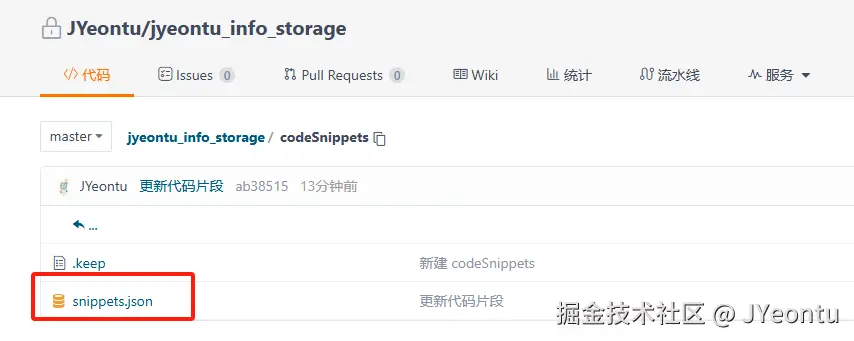 JYeontu/jyeontu_info_storage
代码 Issues 0 Pull Requests 0 Wiki 统计 流水线 服务
master jyeontu_info_storage / codeSnippets
JYeontu 更新代码片段 ab38515 13分钟前
...
.keep 新建 codeSnippets
snippets.json 更新代码片段
掘金技术社区 @ JYeontu